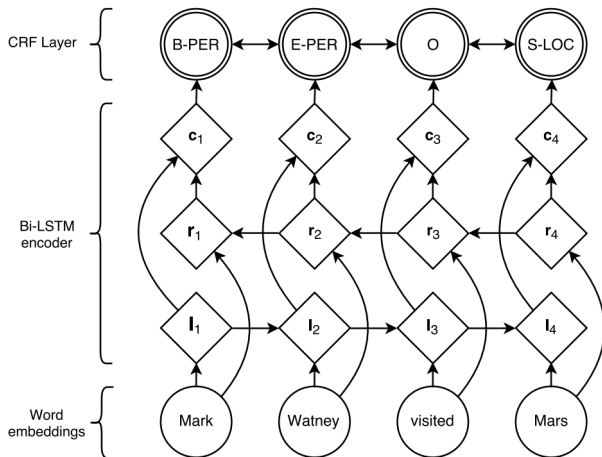 CRF Layer
B-PER E-PER O S-LOC
c1 c2 c3 c4
Bi-LSTM
encoder
r1 r2 r3 r4
l1 l2 l3 l4
Word
embeddings
Mark Watney visited Mars